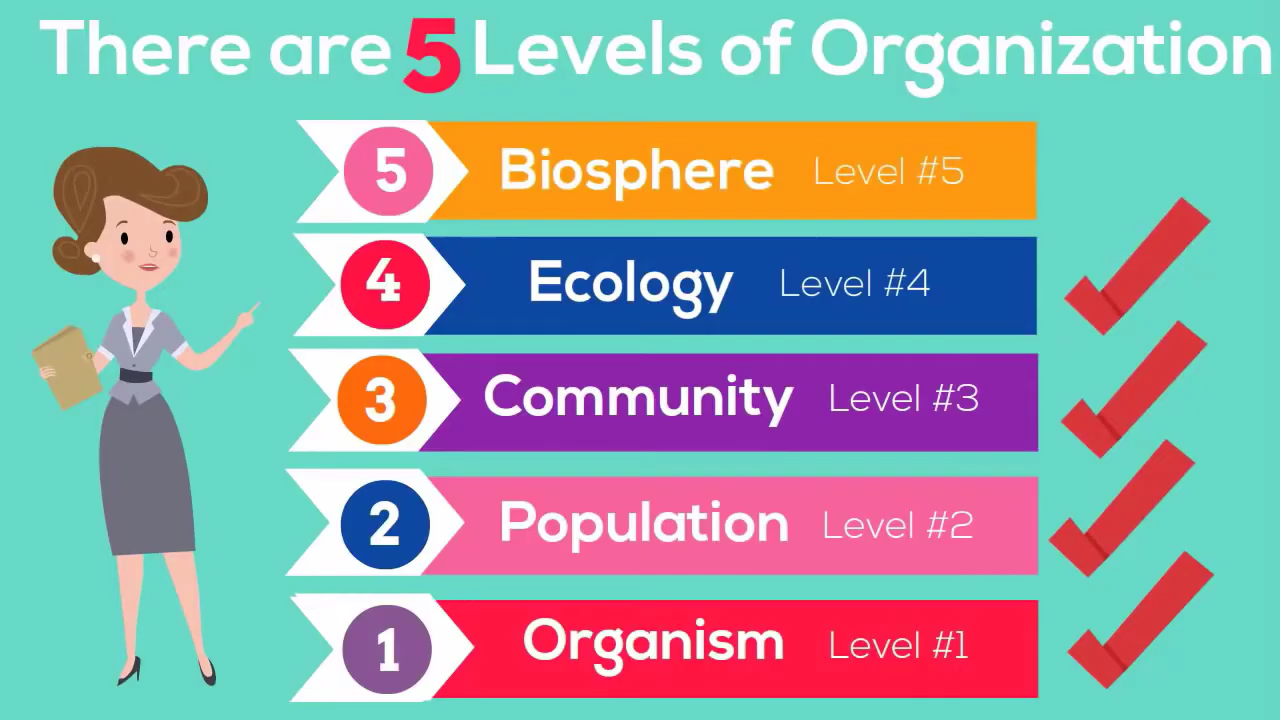 There are 5 Levels of Organization
5 Biosphere Level #5
4 Ecology Level #4
3 Community Level #3
2 Population Level #2
1 Organism Level #1